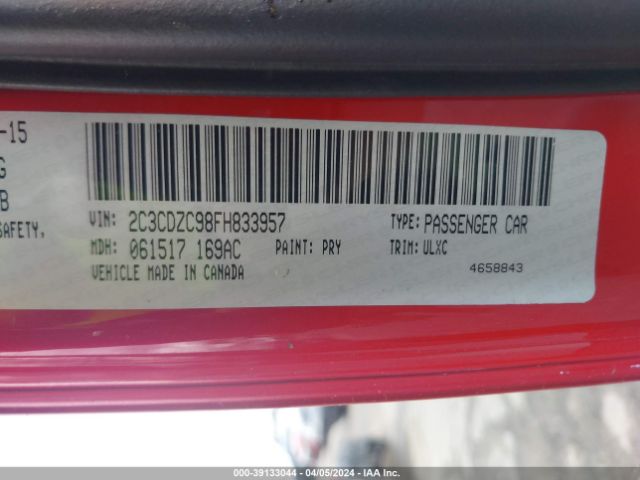 -15
G
B
SAFETY,
VIN: 2C3CDZC98FH833957 TYPE: PASSENGER CAR
MDH: 061517 169AC PAINT: PRY TRIM: ULXC
VEHICLE MADE IN CANADA 4658843
000-39133044 / 04/05/2024 - IAA Inc.